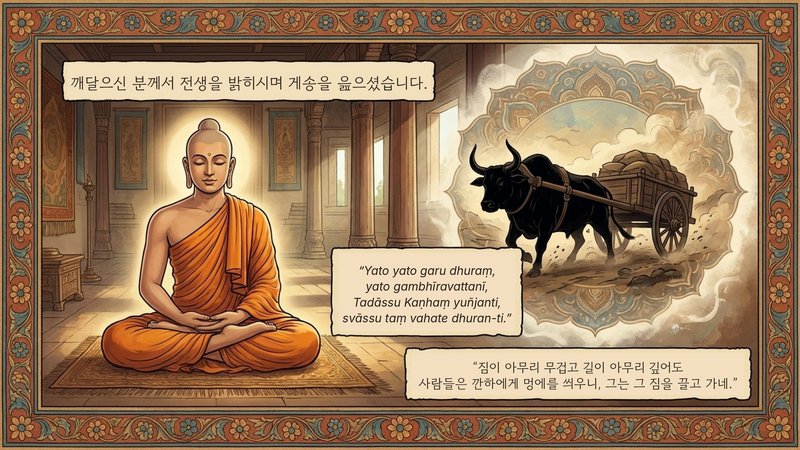 깨달으신 분께서 전생을 밝히시며 게송을 읊으셨습니다.
“Yato yato garu dhuraṃ,
yato gambhīravattanī,
Tadāssu Kaṇhaṃ yuñjanti,
svāssu taṃ vahate dhuran-ti.”
“짐이 아무리 무겁고 길이 아무리 깊어도
사람들은 깐하에게 멍에를 씌우니, 그는 그 짐을 끌고 가네.”